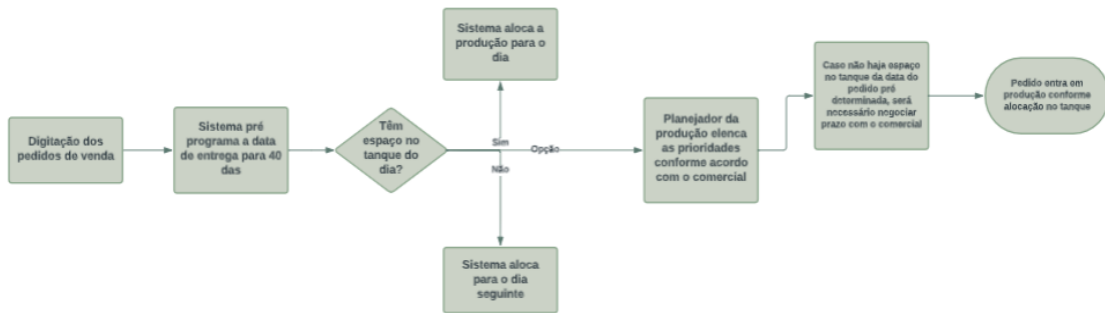 Digitação dos
pedidos de venda
Sistema pré
programa a data
de entrega para 40
das
Têm
espaço no
tanque do
dia?
Sim
Não
Opção
Sistema aloca a
produção para o
dia
Sistema aloca
para o dia
seguinte
Planejador da
produção elenca
as prioridades
conforme acordo
com o comercial
Caso não haja espaço
no tanque da data do
pedido pré
determinada, será
necessário negociar
prazo com o comercial
Pedido entra em
produção conforme
alocação no tanque